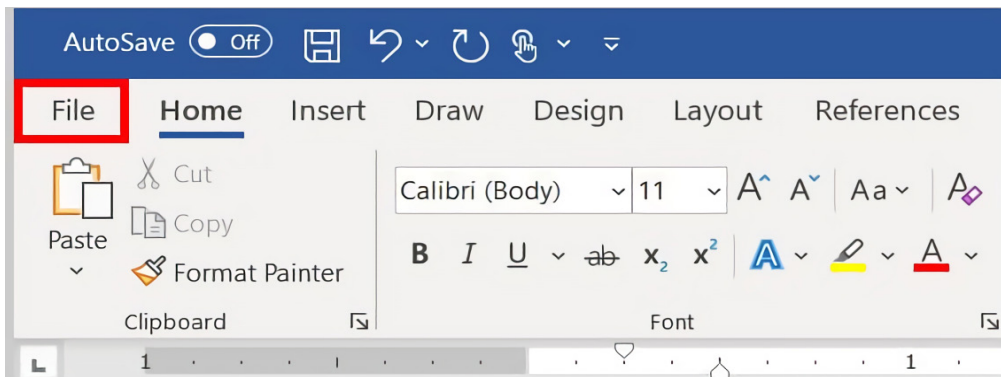 AutoSave Off
File Home Insert Draw Design Layout References
Cut
Copy
Paste
Format Painter
Clipboard
Calibri (Body) 11 A A Aa A
B I U ab x₂ x² A A
Font
L 1 1